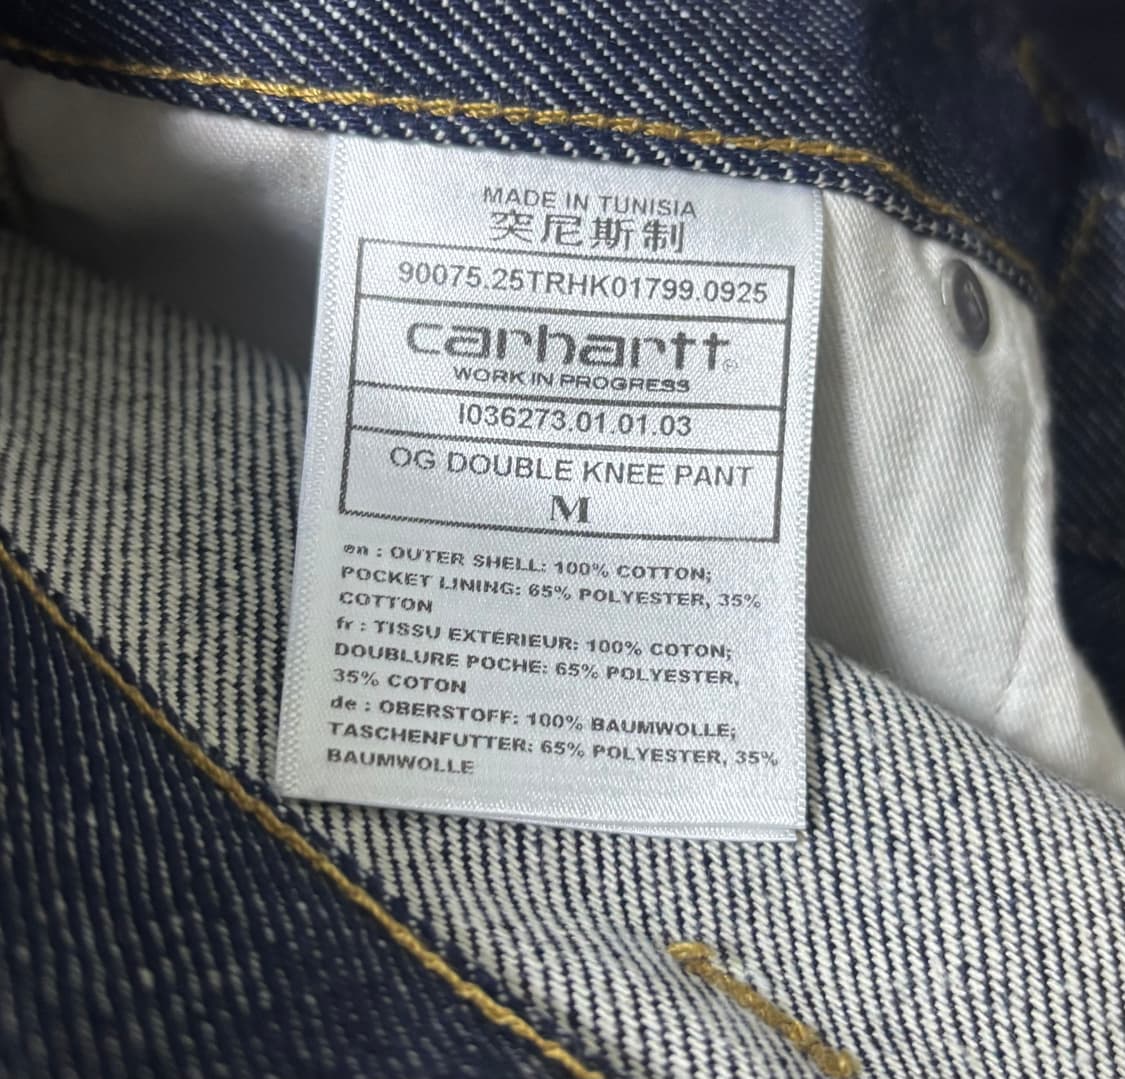 MADE IN TUNISIA
突尼斯制
90075.25TRHK01799.0925
carhartt®
WORK IN PROGRESS
I036273.01.01.03
OG DOUBLE KNEE PANT
M
en : OUTER SHELL: 100% COTTON;
POCKET LINING: 65% POLYESTER, 35%
COTTON
fr : TISSU EXTÉRIEUR: 100% COTON;
DOUBLURE POCHE: 65% POLYESTER,
35% COTON
de : OBERSTOFF: 100% BAUMWOLLE;
TASCHENFUTTER: 65% POLYESTER, 35%
BAUMWOLLE